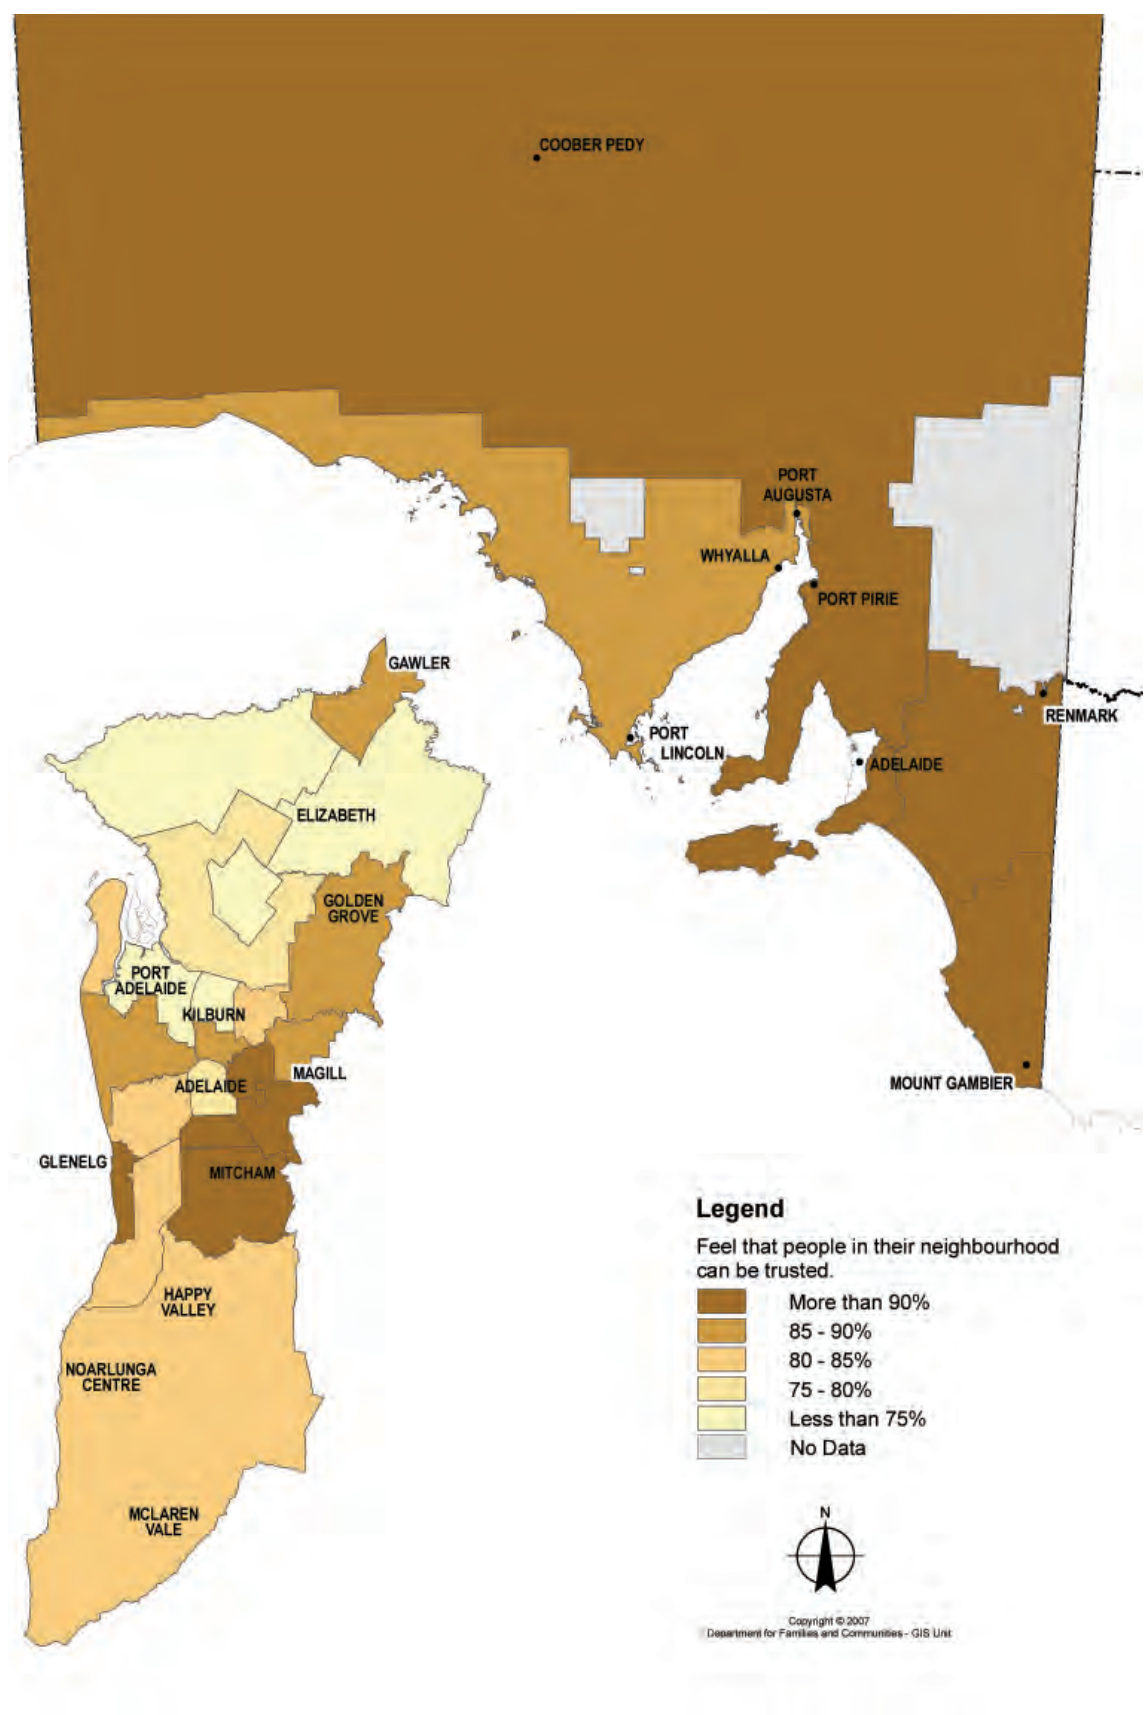 COOBER PEDY
PORT
AUGUSTA
WHYALLA
PORT PIRIE
GAWLER
RENMARK
PORT
LINCOLN
ADELAIDE
ELIZABETH
GOLDEN
GROVE
PORT
ADELAIDE
KILBURN
MAGILL
ADELAIDE
MOUNT GAMBIER
GLENELG
MITCHAM
HAPPY
VALLEY
NOARLUNGA
CENTRE
MCLAREN
VALE
Legend
Feel that people in their neighbourhood
can be trusted.
More than 90%
85 - 90%
80 - 85%
75 - 80%
Less than 75%
No Data
N
Copyright © 2007
Department for Families and Communities - GIS Unit